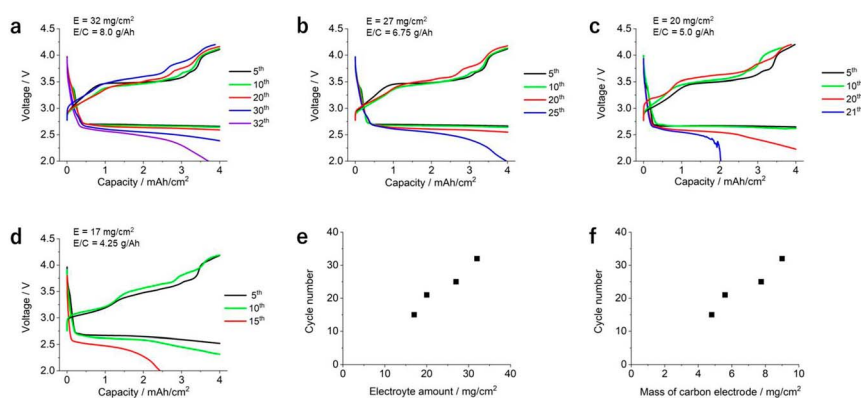 a
E = 32 mg/cm²
E/C = 8.0 g/Ah
Voltage / V
4.5
4.0
3.5
3.0
2.5
2.0
0 1 2 3 4
Capacity / mAh/cm²
5th
10th
20th
30th
32th
b
E = 27 mg/cm²
E/C = 6.75 g/Ah
Voltage / V
4.5
4.0
3.5
3.0
2.5
2.0
0 1 2 3 4
Capacity / mAh/cm²
5th
10th
20th
25th
c
E = 20 mg/cm²
E/C = 5.0 g/Ah
Voltage / V
4.5
4.0
3.5
3.0
2.5
2.0
0 1 2 3 4
Capacity / mAh/cm²
5th
10th
20th
21th
d
E = 17 mg/cm²
E/C = 4.25 g/Ah
Voltage / V
4.5
4.0
3.5
3.0
2.5
2.0
0 1 2 3 4
Capacity / mAh/cm²
5th
10th
15th
e
Cycle number
40
30
20
10
0
0 10 20 30 40
Electroyte amount / mg/cm²
f
Cycle number
40
30
20
10
0
0 2 4 6 8 10
Mass of carbon electrode / mg/cm²